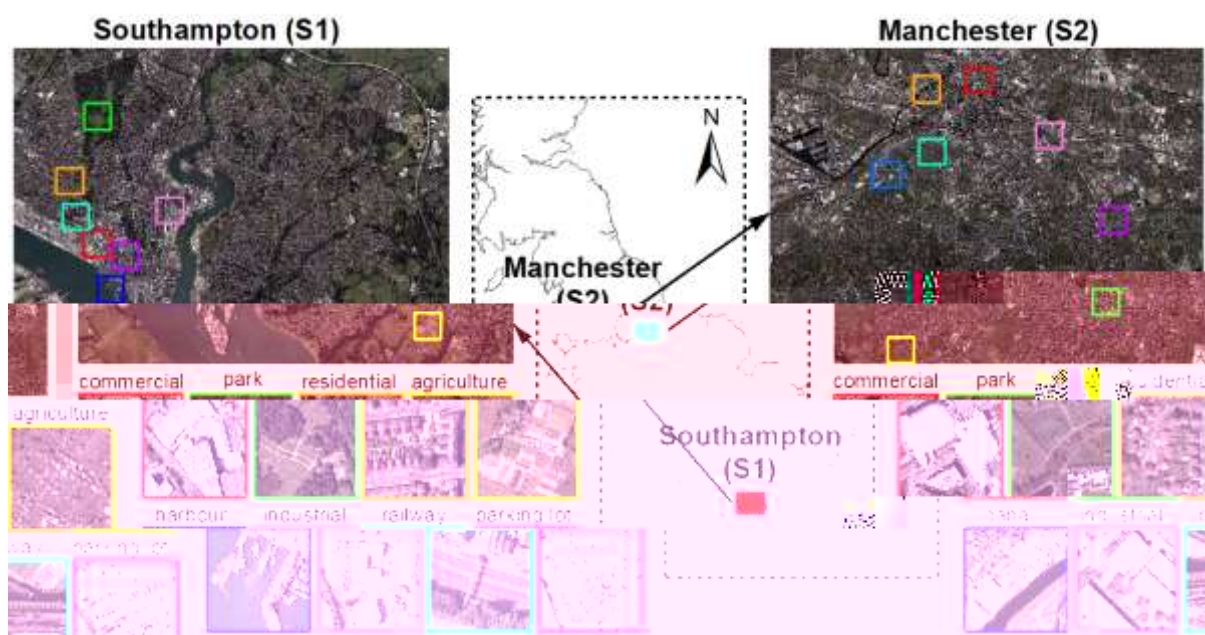 Southampton (S1)
Manchester (S2)
N
Manchester
(S2)
commercial park residential agriculture
commercial park
agriculture
Southampton
(S1)
harbour industrial railway parking lot